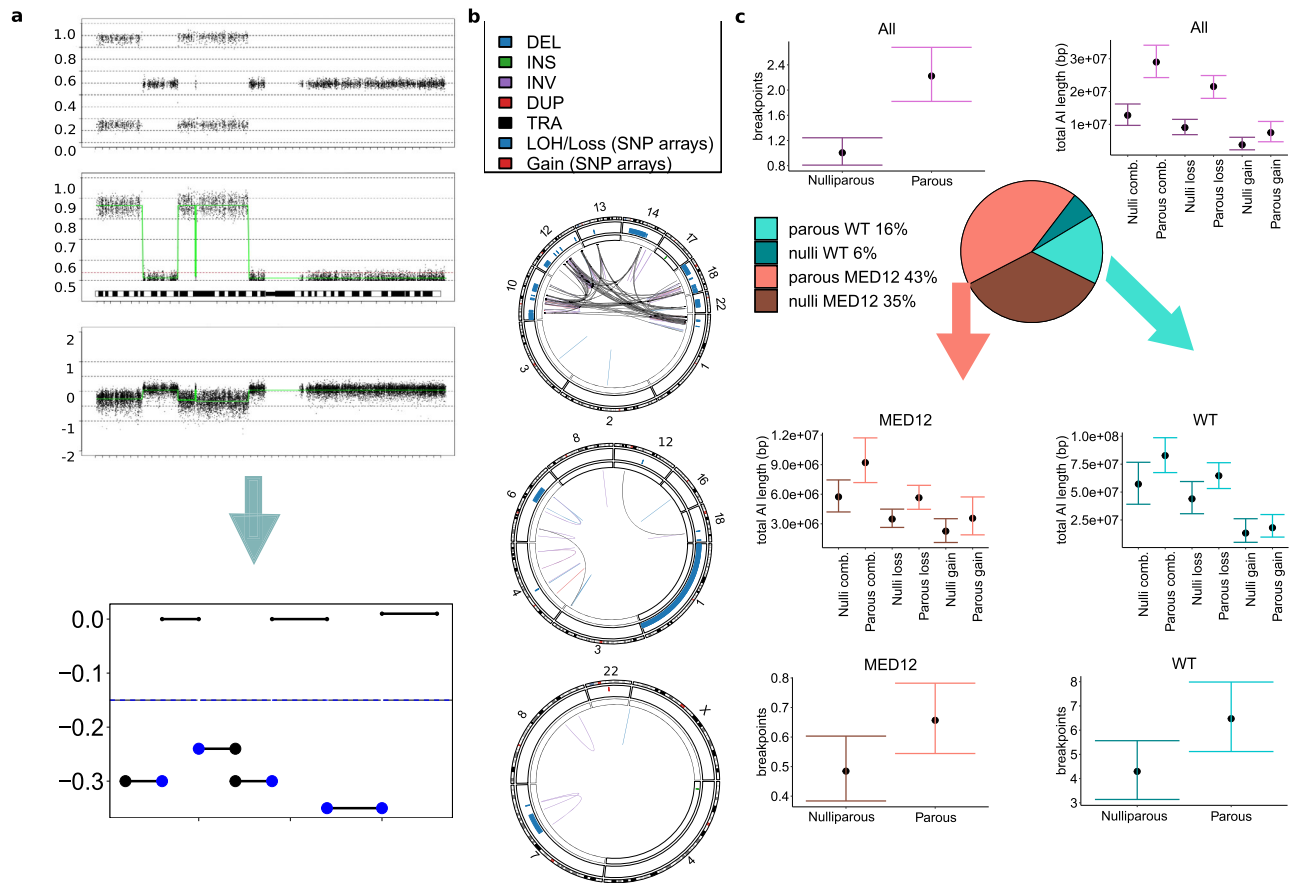 a
1.0
0.8
0.6
0.4
0.2
0.0
1.0
0.9
0.8
0.7
0.6
0.5
2
1
0
-1
-2
0.0
−0.1
−0.2
−0.3
b
DEL
INS
INV
DUP
TRA
LOH/Loss (SNP arrays)
Gain (SNP arrays)
10
12
13
14
17
18
22
1
2
3
4
6
8
12
16
18
1
3
7
8
22
X
4
c
All
breakpoints
2.4
2.0
1.6
1.2
0.8
Nulliparous
Parous
All
total AI length (bp)
3e+07
2e+07
1e+07
Nulli comb.
Parous comb.
Nulli loss
Parous loss
Nulli gain
Parous gain
parous WT 16%
nulli WT 6%
parous MED12 43%
nulli MED12 35%
MED12
total AI length (bp)
1.2e+07
9.0e+06
6.0e+06
3.0e+06
Nulli comb.
Parous comb.
Nulli loss
Parous loss
Nulli gain
Parous gain
WT
total AI length (bp)
1.0e+08
7.5e+07
5.0e+07
2.5e+07
Nulli comb.
Parous comb.
Nulli loss
Parous loss
Nulli gain
Parous gain
MED12
breakpoints
0.8
0.7
0.6
0.5
0.4
Nulliparous
Parous
WT
breakpoints
8
7
6
5
4
3
Nulliparous
Parous